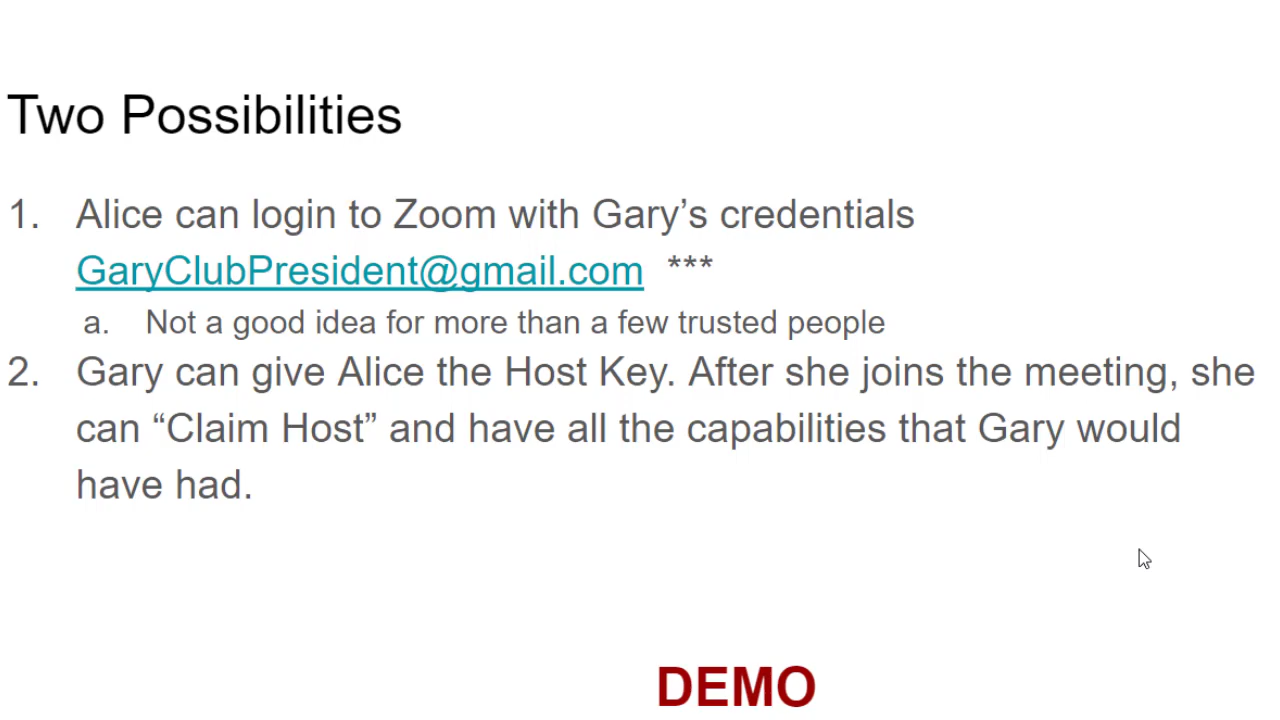 Two Possibilities
1. Alice can login to Zoom with Gary’s credentials
GaryClubPresident@gmail.com ***
a. Not a good idea for more than a few trusted people
2. Gary can give Alice the Host Key. After she joins the meeting, she
can “Claim Host” and have all the capabilities that Gary would
have had.
DEMO